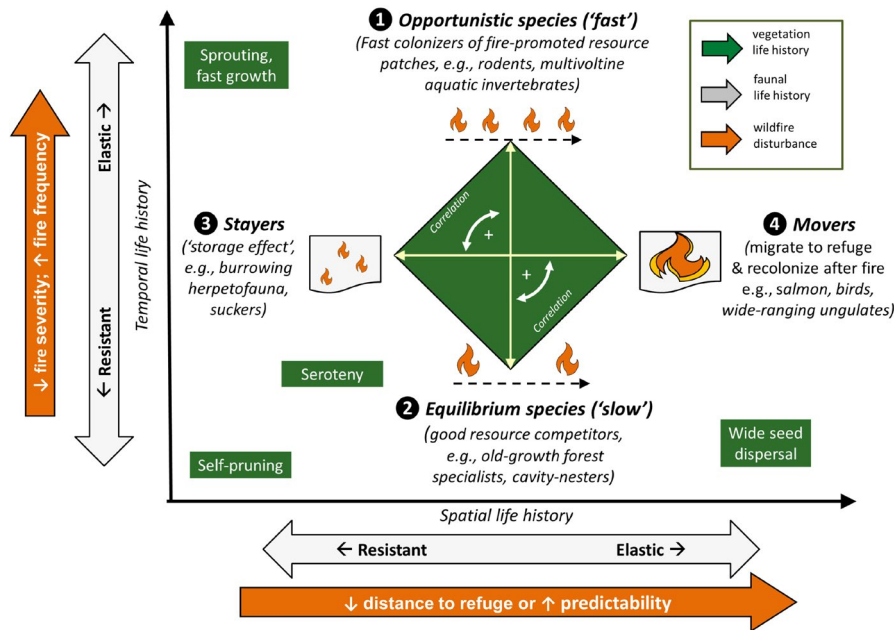 ❶ Opportunistic species ('fast')
(Fast colonizers of fire-promoted resource
patches, e.g., rodents, multivoltine
aquatic invertebrates)
Sprouting,
fast growth
vegetation
life history
faunal
life history
wildfire
disturbance
↓ fire severity; ↑ fire frequency
← Resistant
Elastic →
Temporal life history
❸ Stayers
('storage effect',
e.g., burrowing
herpetofauna,
suckers)
Correlation
+
+
Correlation
❹ Movers
(migrate to refuge
& recolonize after fire
e.g., salmon, birds,
wide-ranging ungulates)
Seroteny
❷ Equilibrium species ('slow')
(good resource competitors,
e.g., old-growth forest
specialists, cavity-nesters)
Self-pruning
Wide seed
dispersal
Spatial life history
← Resistant
Elastic →
↓ distance to refuge or ↑ predictability